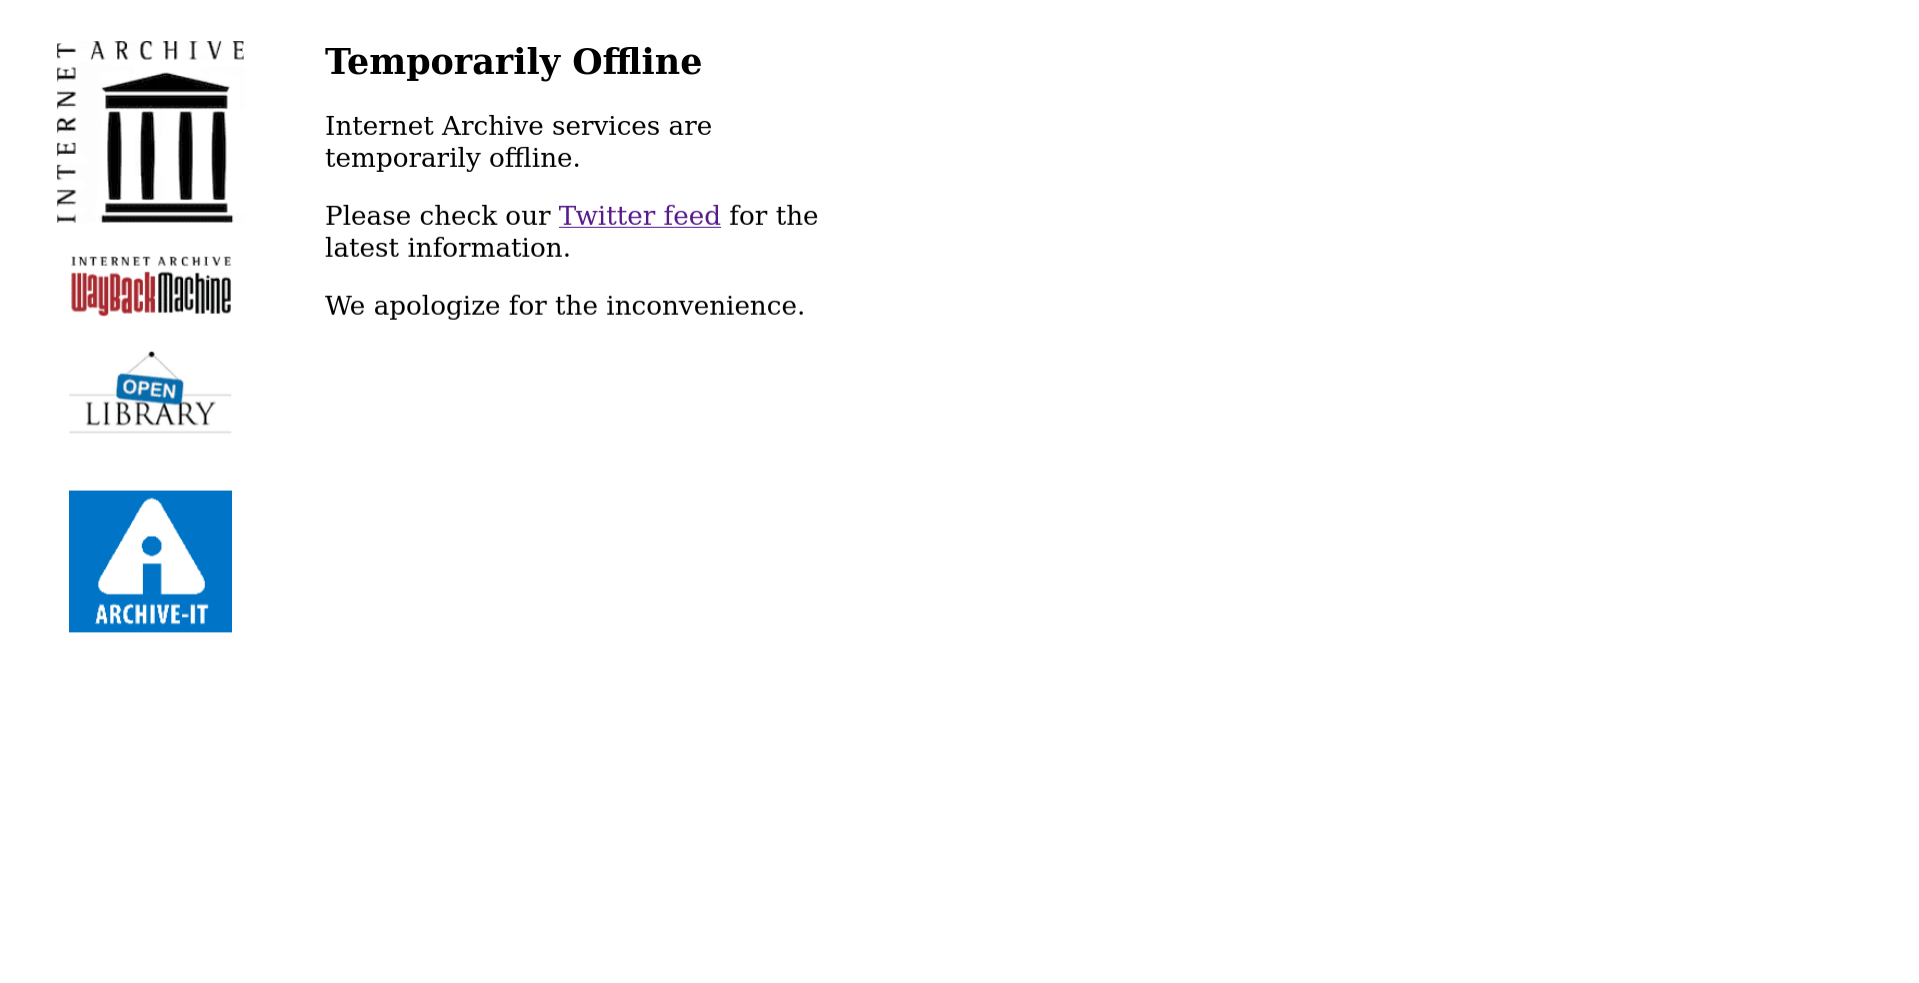 INTERNET
ARCHIVE
INTERNET ARCHIVE
WayBackMachine
OPEN
LIBRARY
ARCHIVE-IT
Temporarily Offline
Internet Archive services are
temporarily offline.
Please check our Twitter feed for the
latest information.
We apologize for the inconvenience.